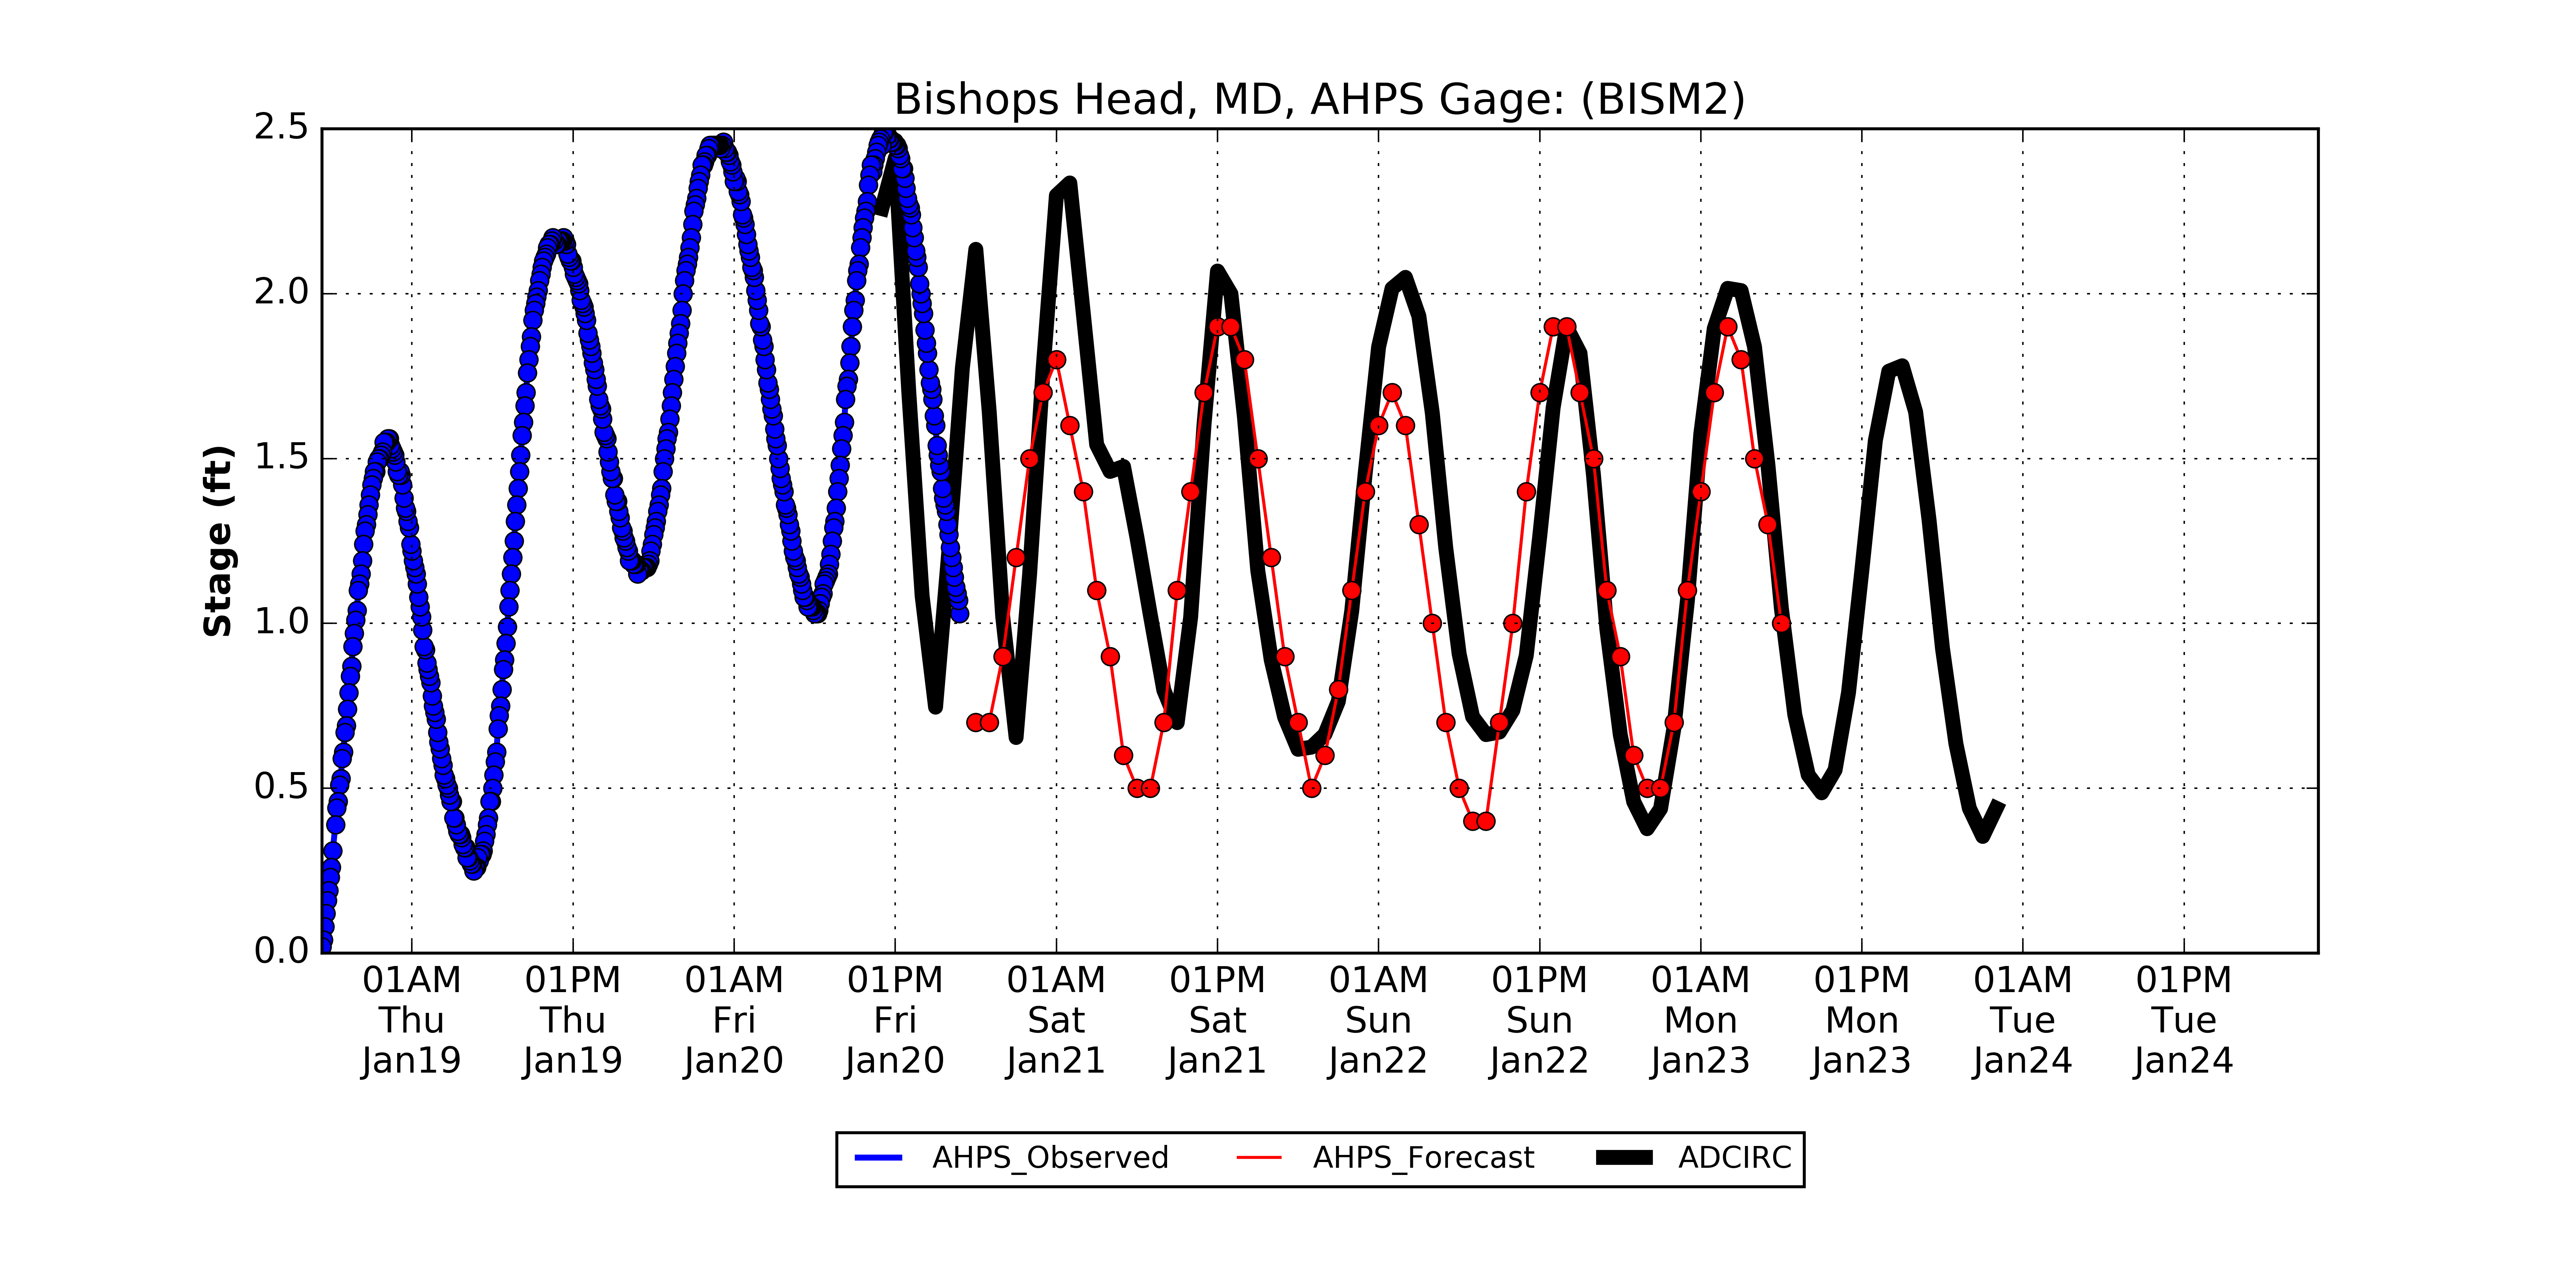 Bishops Head, MD, AHPS Gage: (BISM2)
Stage (ft)
2.5
2.0
1.5
1.0
0.5
0.0
01AM Thu Jan19
01PM Thu Jan19
01AM Fri Jan20
01PM Fri Jan20
01AM Sat Jan21
01PM Sat Jan21
01AM Sun Jan22
01PM Sun Jan22
01AM Mon Jan23
01PM Mon Jan23
01AM Tue Jan24
01PM Tue Jan24
AHPS_Observed
AHPS_Forecast
ADCIRC